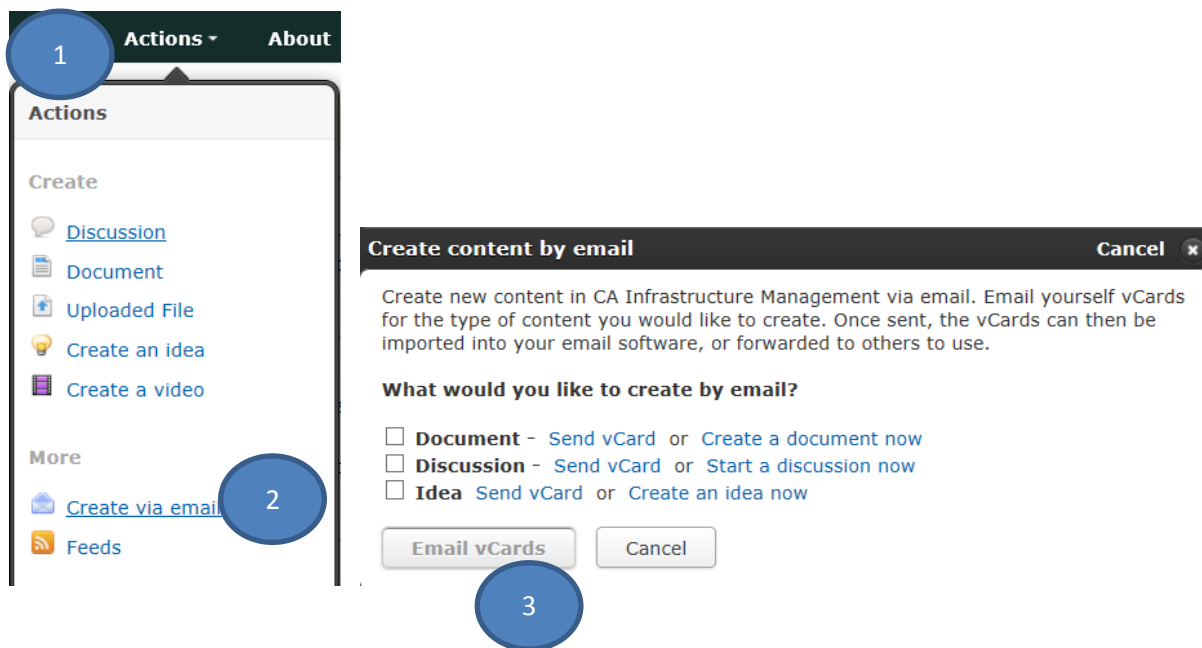 1
Actions
About
Actions
Create
Discussion
Document
Uploaded File
Create an idea
Create a video
More
Create via email
2
Feeds
Create content by email
Cancel
Create new content in CA Infrastructure Management via email. Email yourself vCards
for the type of content you would like to create. Once sent, the vCards can then be
imported into your email software, or forwarded to others to use.
What would you like to create by email?
Document - Send vCard or Create a document now
Discussion - Send vCard or Start a discussion now
Idea Send vCard or Create an idea now
Email vCards
Cancel
3